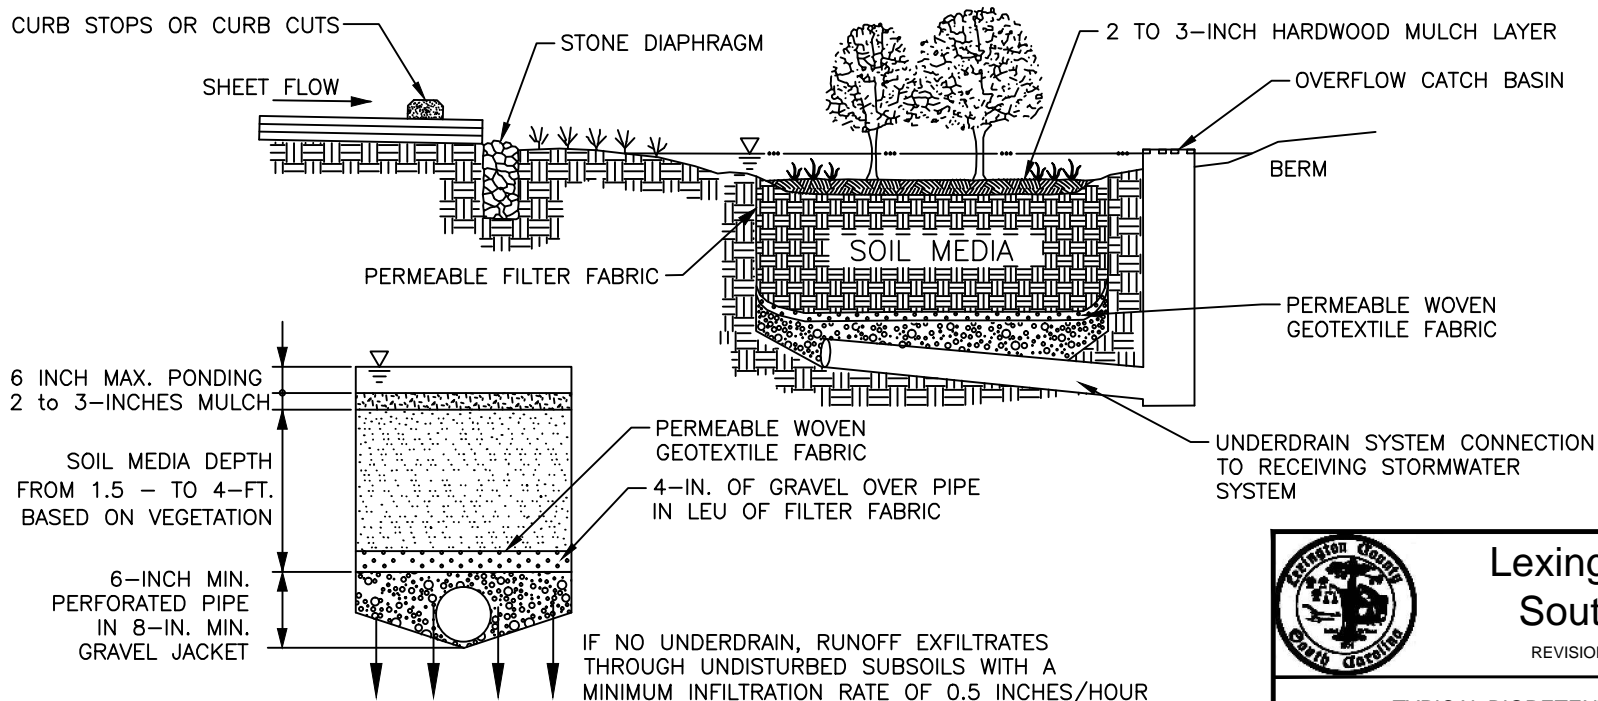 CURB STOPS OR CURB CUTS
STONE DIAPHRAGM
2 TO 3-INCH HARDWOOD MULCH LAYER
SHEET FLOW
OVERFLOW CATCH BASIN
BERM
SOIL MEDIA
PERMEABLE FILTER FABRIC
PERMEABLE WOVEN
GEOTEXTILE FABRIC
6 INCH MAX. PONDING
2 to 3-INCHES MULCH
SOIL MEDIA DEPTH
FROM 1.5 - TO 4-FT.
BASED ON VEGETATION
PERMEABLE WOVEN
GEOTEXTILE FABRIC
4-IN. OF GRAVEL OVER PIPE
IN LEU OF FILTER FABRIC
UNDERDRAIN SYSTEM CONNECTION
TO RECEIVING STORMWATER
SYSTEM
6-INCH MIN.
PERFORATED PIPE
IN 8-IN. MIN.
GRAVEL JACKET
IF NO UNDERDRAIN, RUNOFF EXFILTRATES
THROUGH UNDISTURBED SUBSOILS WITH A
MINIMUM INFILTRATION RATE OF 0.5 INCHES/HOUR
Lexington County
South Carolina
Lexing
Sout
REVISION